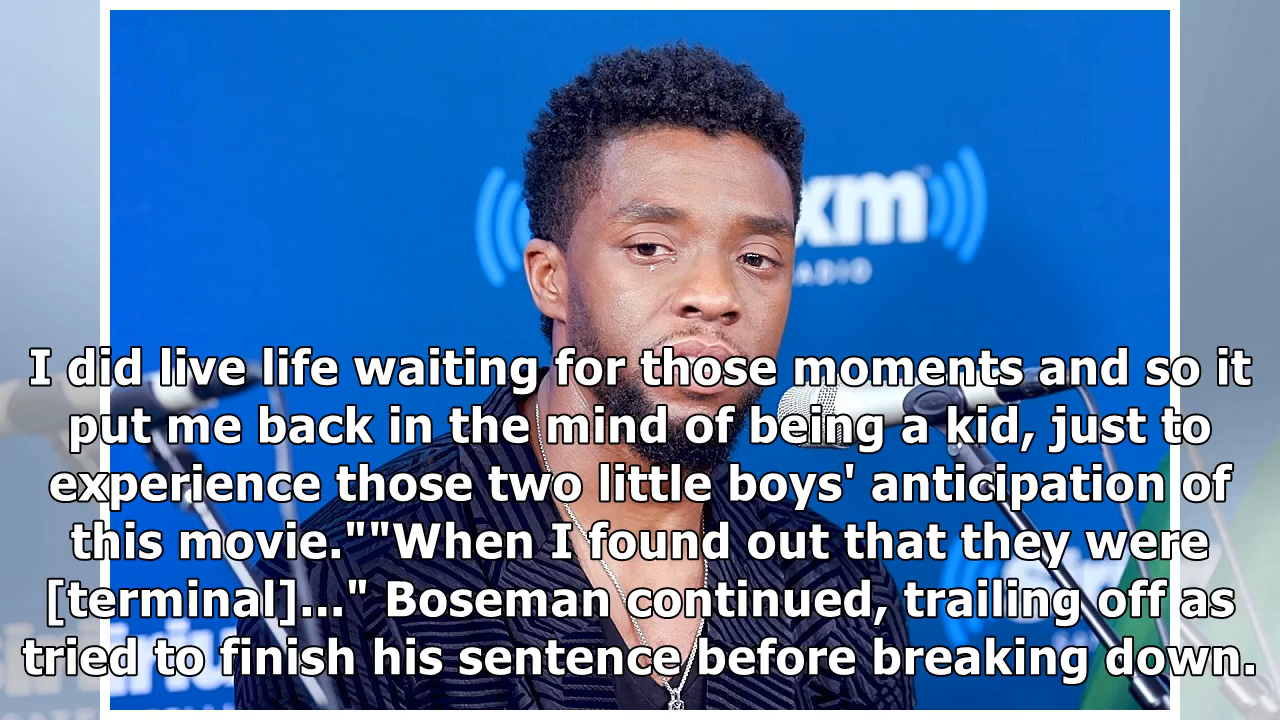 xm
ADIO
I did live life waiting for those moments and so it
put me back in the mind of being a kid, just to
experience those two little boys' anticipation of
this movie.""When I found out that they were
[terminal]..." Boseman continued, trailing off as
tried to finish his sentence before breaking down.